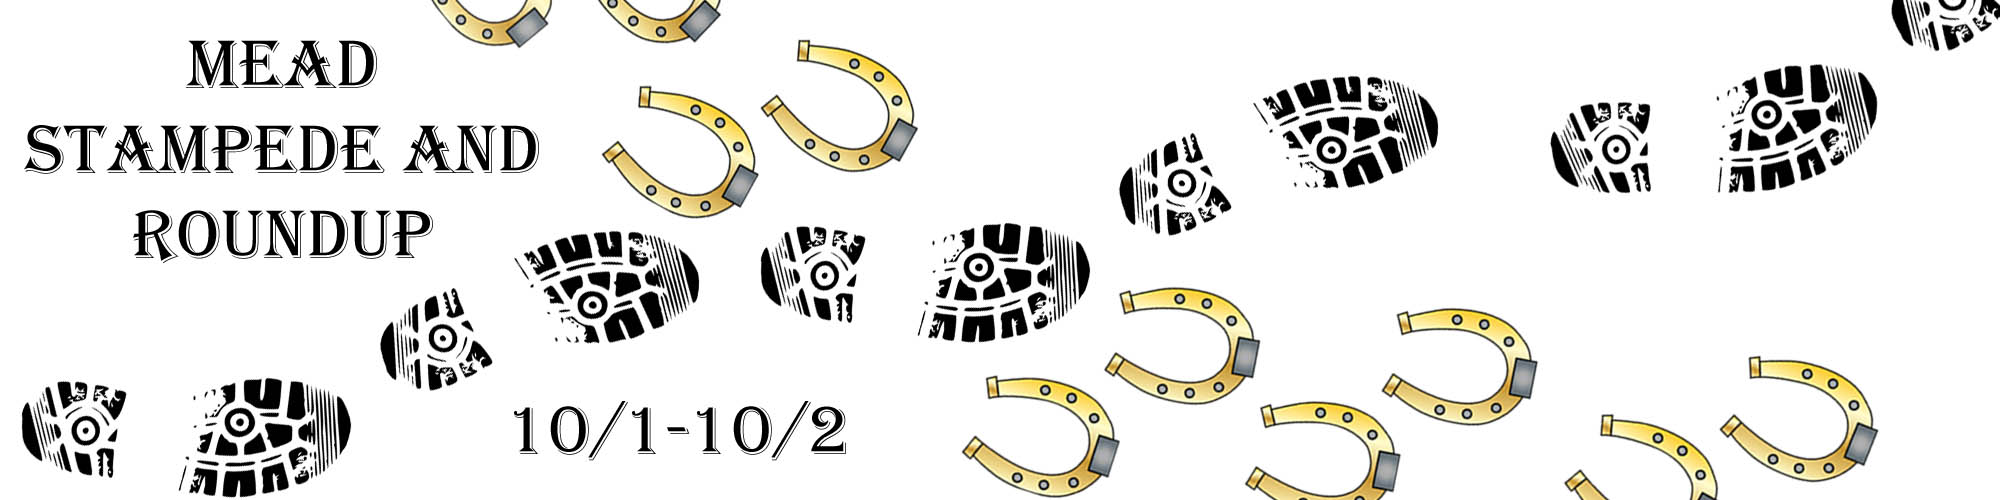 MEAD
STAMPEDE AND
ROUNDUP
10/1-10/2